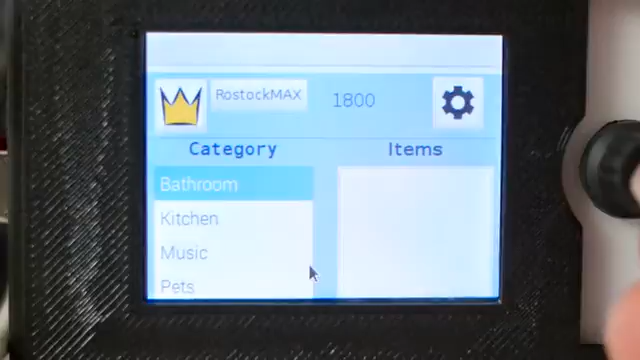 RostockMAX 1800
Category Items
Bathroom
Kitchen
Music
Pets